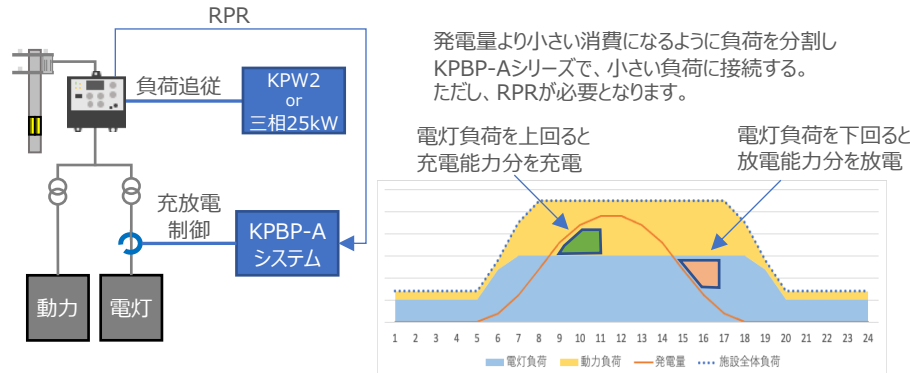 RPR
発電量より小さい消費になるように負荷を分割し
KPBP-Aシリーズで、小さい負荷に接続する。
ただし、RPRが必要となります。
負荷追従
KPW2
or
三相25kW
電灯負荷を上回ると
充電能力分を充電
電灯負荷を下回ると
放電能力分を放電
充放電
制御
KPBP-A
システム
動力
電灯
1 2 3 4 5 6 7 8 9 10 11 12 13 14 15 16 17 18 19 20 21 22 23 24
電灯負荷 動力負荷 発電量 施設全体負荷